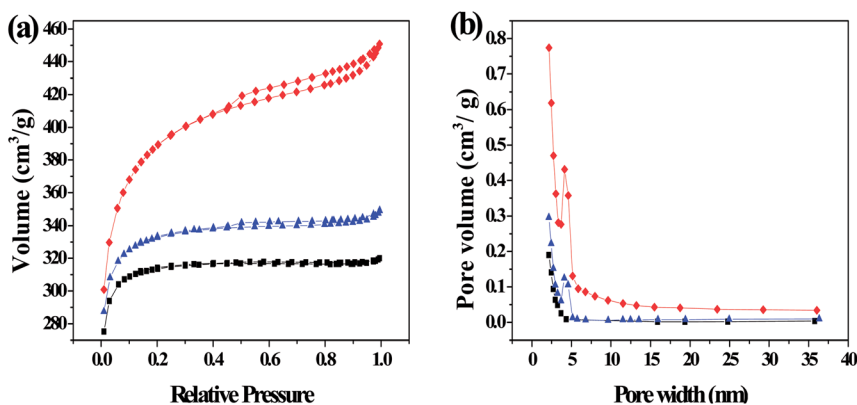 (a)
Volume (cm³/g)
460
440
420
400
380
360
340
320
300
280
0.0 0.2 0.4 0.6 0.8 1.0
Relative Pressure
(b)
Pore volume (cm³/ g)
0.8
0.7
0.6
0.5
0.4
0.3
0.2
0.1
0.0
0 5 10 15 20 25 30 35 40
Pore width (nm)